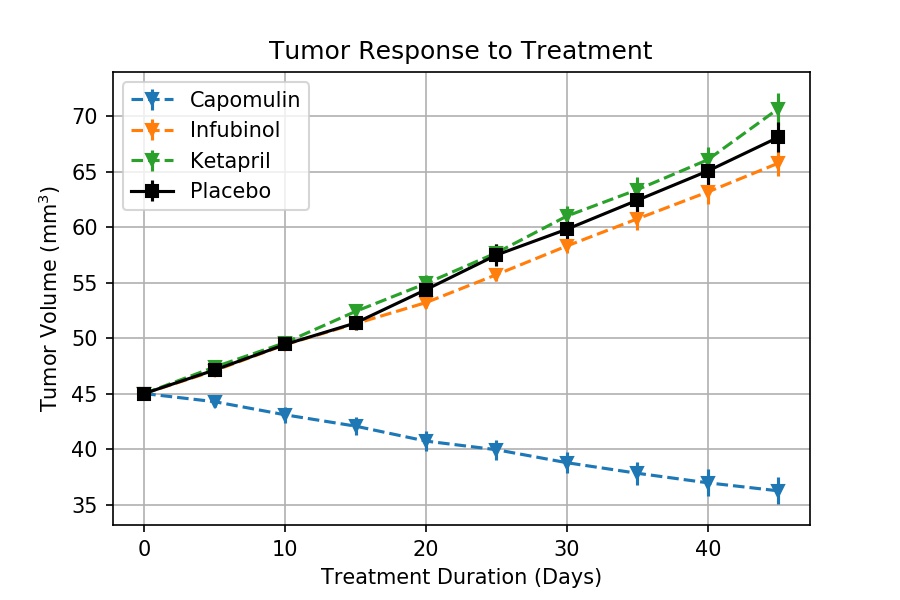 Tumor Response to Treatment
Capomulin
Infubinol
Ketapril
Placebo
Tumor Volume (mm³)
70
65
60
55
50
45
40
35
0 10 20 30 40
Treatment Duration (Days)